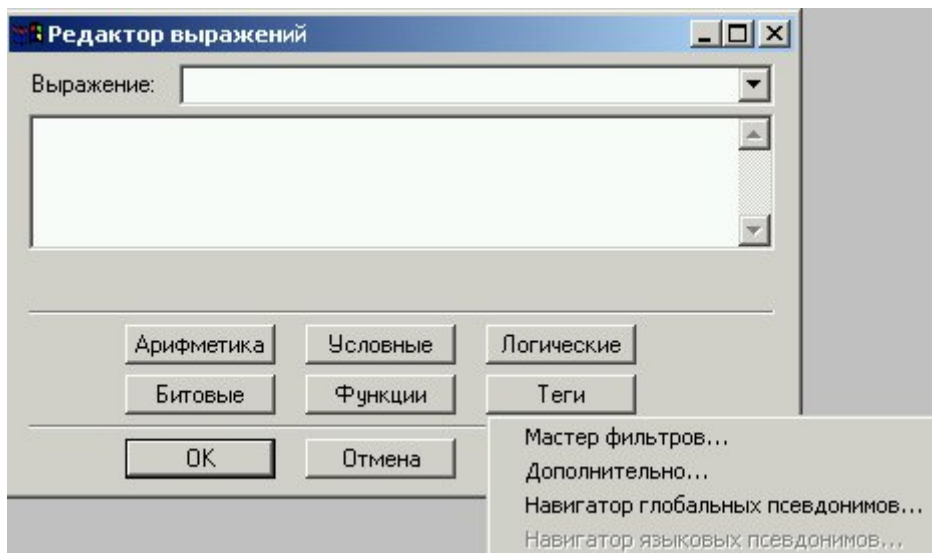 Редактор выражений
Выражение:
Арифметика Условные Логические
Битовые Функции Теги
OK Отмена
Мастер фильтров...
Дополнительно...
Навигатор глобальных псевдонимов...
Навигатор языковых псевдонимов...